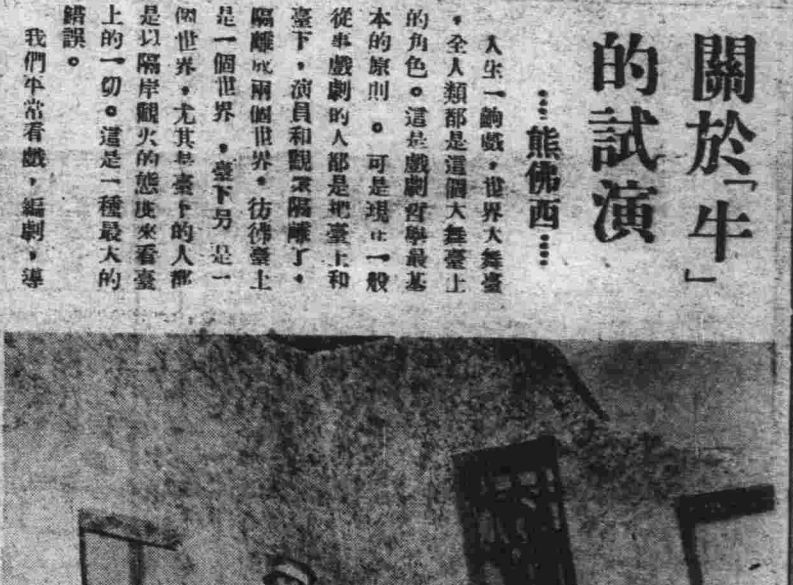 關於「牛」
的試演
熊佛西
人生一齣戲，世界大舞臺
，全人類都是這個大舞臺上
的角色。這是戲劇哲學最基
本的原則。可是現在一般
從事戲劇的人都是把臺上和
臺下，演員和觀眾隔離了。
隔離成兩個世界。彷彿臺上
是一個世界，臺下另是一
個世界，尤其是臺下的人都
是以隔岸觀火的態度來看臺
上的一切。這是一種最大的
錯誤。
我們平常看戲，編劇，導